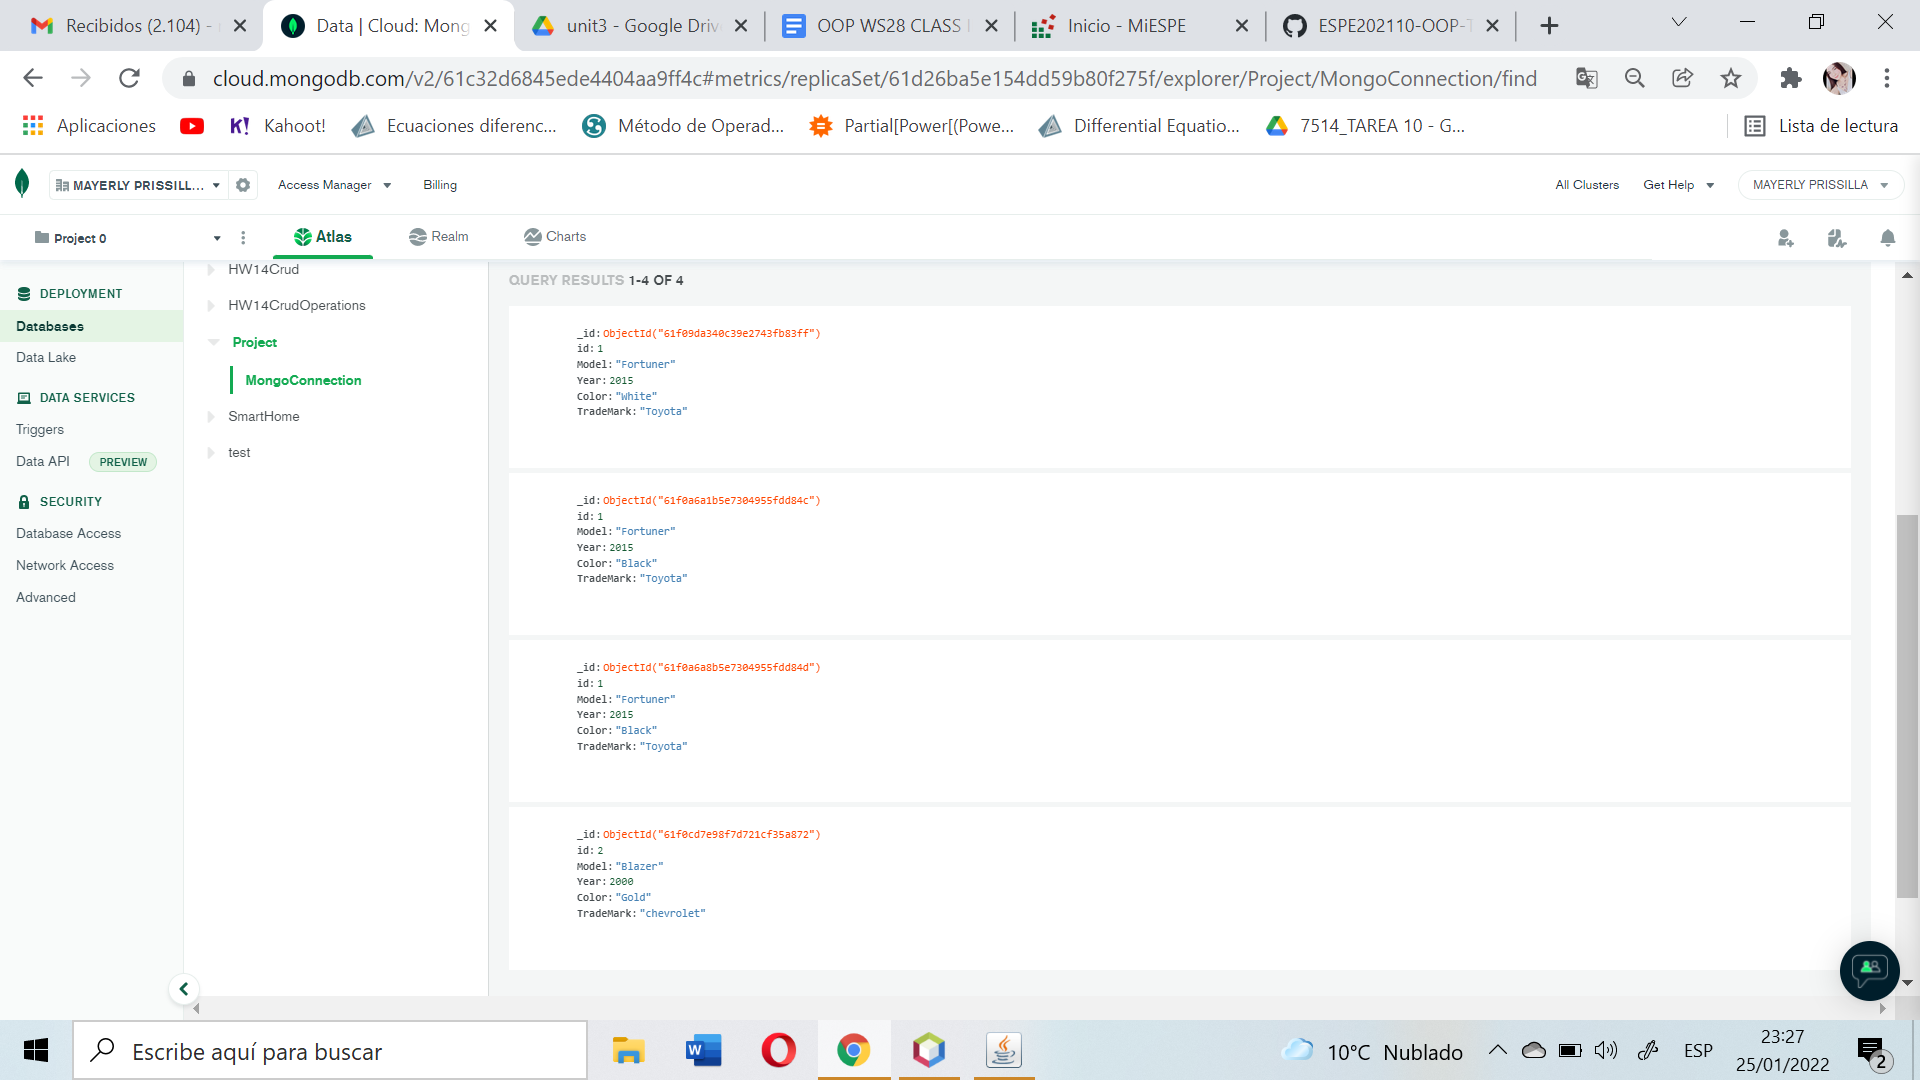 Recibidos (2.104) -
Data | Cloud: Mong
unit3 - Google Driv
OOP WS28 CLASS
Inicio - MiESPE
ESPE202110-OOP-T
cloud.mongodb.com/v2/61c32d6845ede4404aa9ff4c#metrics/replicaSet/61d26ba5e154dd59b80f275f/explorer/Project/MongoConnection/find
Aplicaciones
K! Kahoot!
Ecuaciones diferenc...
Método de Operad...
Partial[Power[(Powe...
Differential Equatio...
7514_TAREA 10 - G...
Lista de lectura
MAYERLY PRISSILL...
Access Manager
Billing
All Clusters
Get Help
MAYERLY PRISSILLA
Project 0
Atlas
Realm
Charts
DEPLOYMENT
Databases
Data Lake
DATA SERVICES
Triggers
Data API PREVIEW
SECURITY
Database Access
Network Access
Advanced
HW14Crud
HW14CrudOperations
Project
MongoConnection
SmartHome
test
QUERY RESULTS 1-4 OF 4
_id: ObjectId("61f09da340c39e2743fb83ff")
id: 1
Model: "Fortuner"
Year: 2015
Color: "White"
TradeMark: "Toyota"
_id: ObjectId("61f0a6a1b5e7304955fdd84c")
id: 1
Model: "Fortuner"
Year: 2015
Color: "Black"
TradeMark: "Toyota"
_id: ObjectId("61f0a6a8b5e7304955fdd84d")
id: 1
Model: "Fortuner"
Year: 2015
Color: "Black"
TradeMark: "Toyota"
_id: ObjectId("61f0cd7e98f7d721cf35a872")
id: 2
Model: "Blazer"
Year: 2000
Color: "Gold"
TradeMark: "chevrolet"
Escribe aquí para buscar
10°C Nublado
ESP
23:27
25/01/2022
2